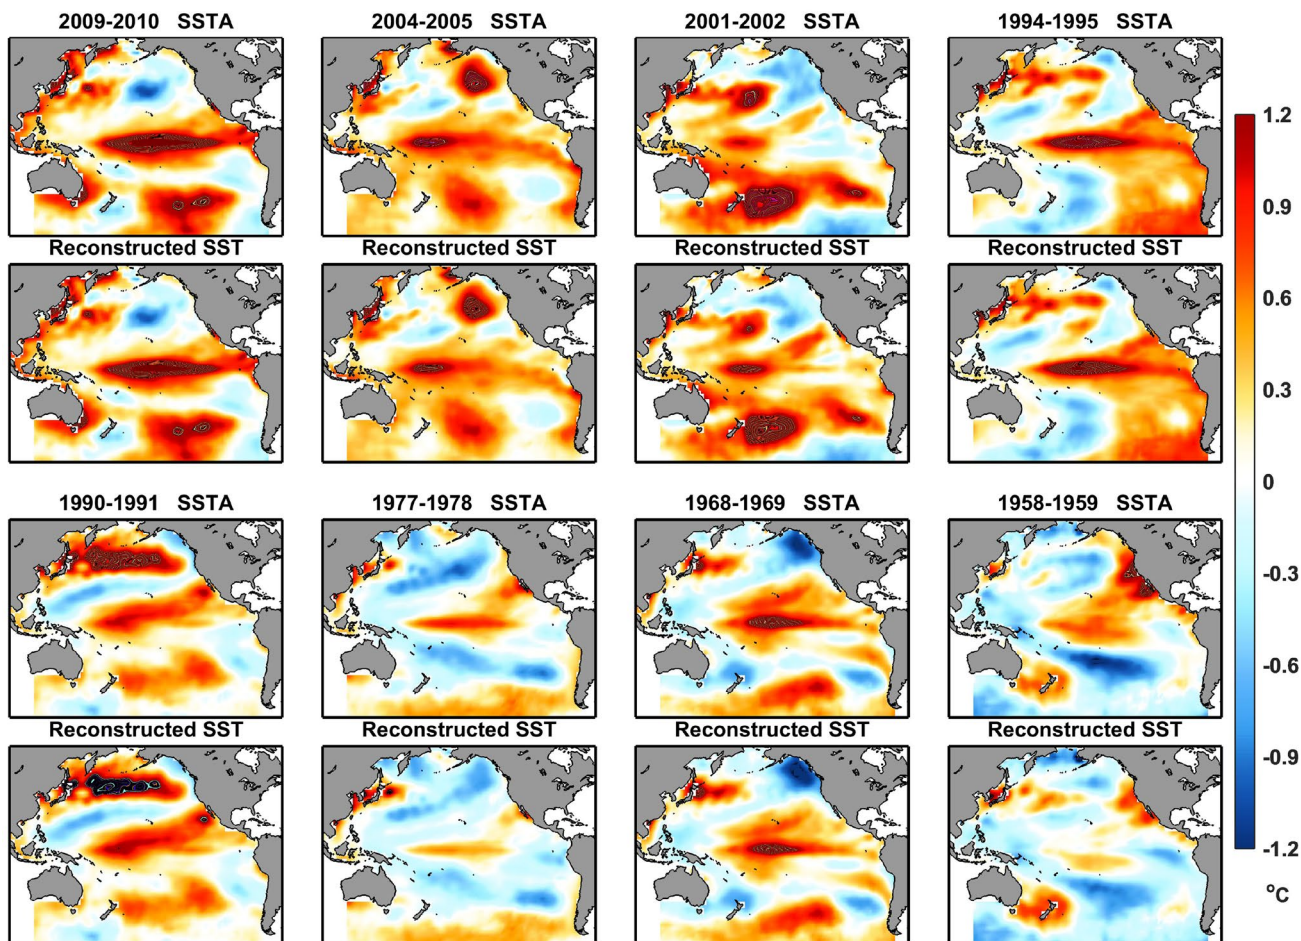 2009-2010 SSTA
2004-2005 SSTA
2001-2002 SSTA
1994-1995 SSTA
Reconstructed SST
Reconstructed SST
Reconstructed SST
Reconstructed SST
1990-1991 SSTA
1977-1978 SSTA
1968-1969 SSTA
1958-1959 SSTA
Reconstructed SST
Reconstructed SST
Reconstructed SST
Reconstructed SST
1.2
0.9
0.6
0.3
0
-0.3
-0.6
-0.9
-1.2
°C